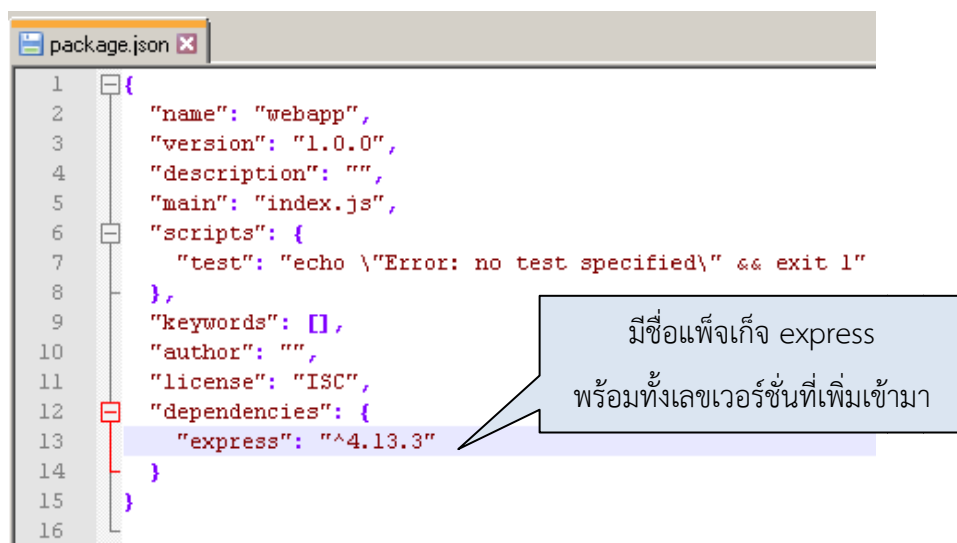 package.json
1 {
2 "name": "webapp",
3 "version": "1.0.0",
4 "description": "",
5 "main": "index.js",
6 "scripts": {
7 "test": "echo \"Error: no test specified\" && exit 1"
8 },
9 "keywords": [],
10 "author": "",
11 "license": "ISC",
12 "dependencies": {
13 "express": "^4.13.3"
14 }
15 }
16
มีชื่อแพ็จเก็จ express
พร้อมทั้งเลขเวอร์ชั่นที่เพิ่มเข้ามา